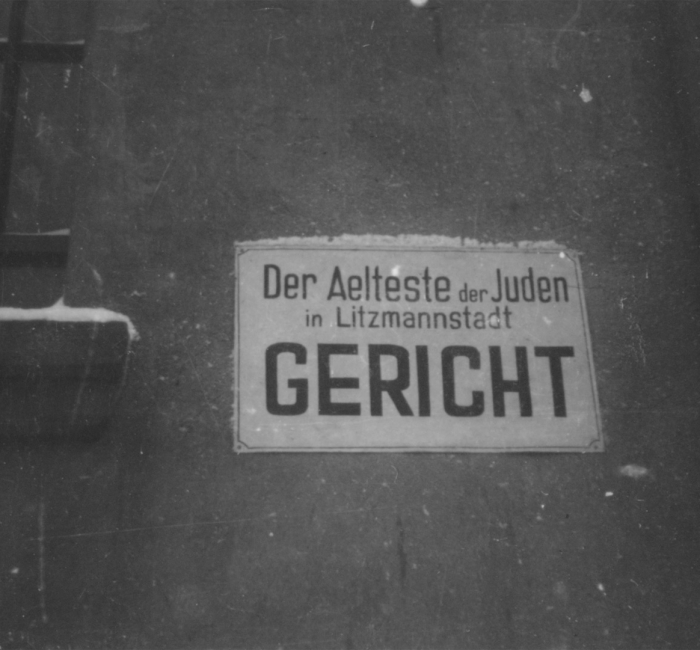 Der Aelteste der Juden
in Litzmannstadt
GERICHT